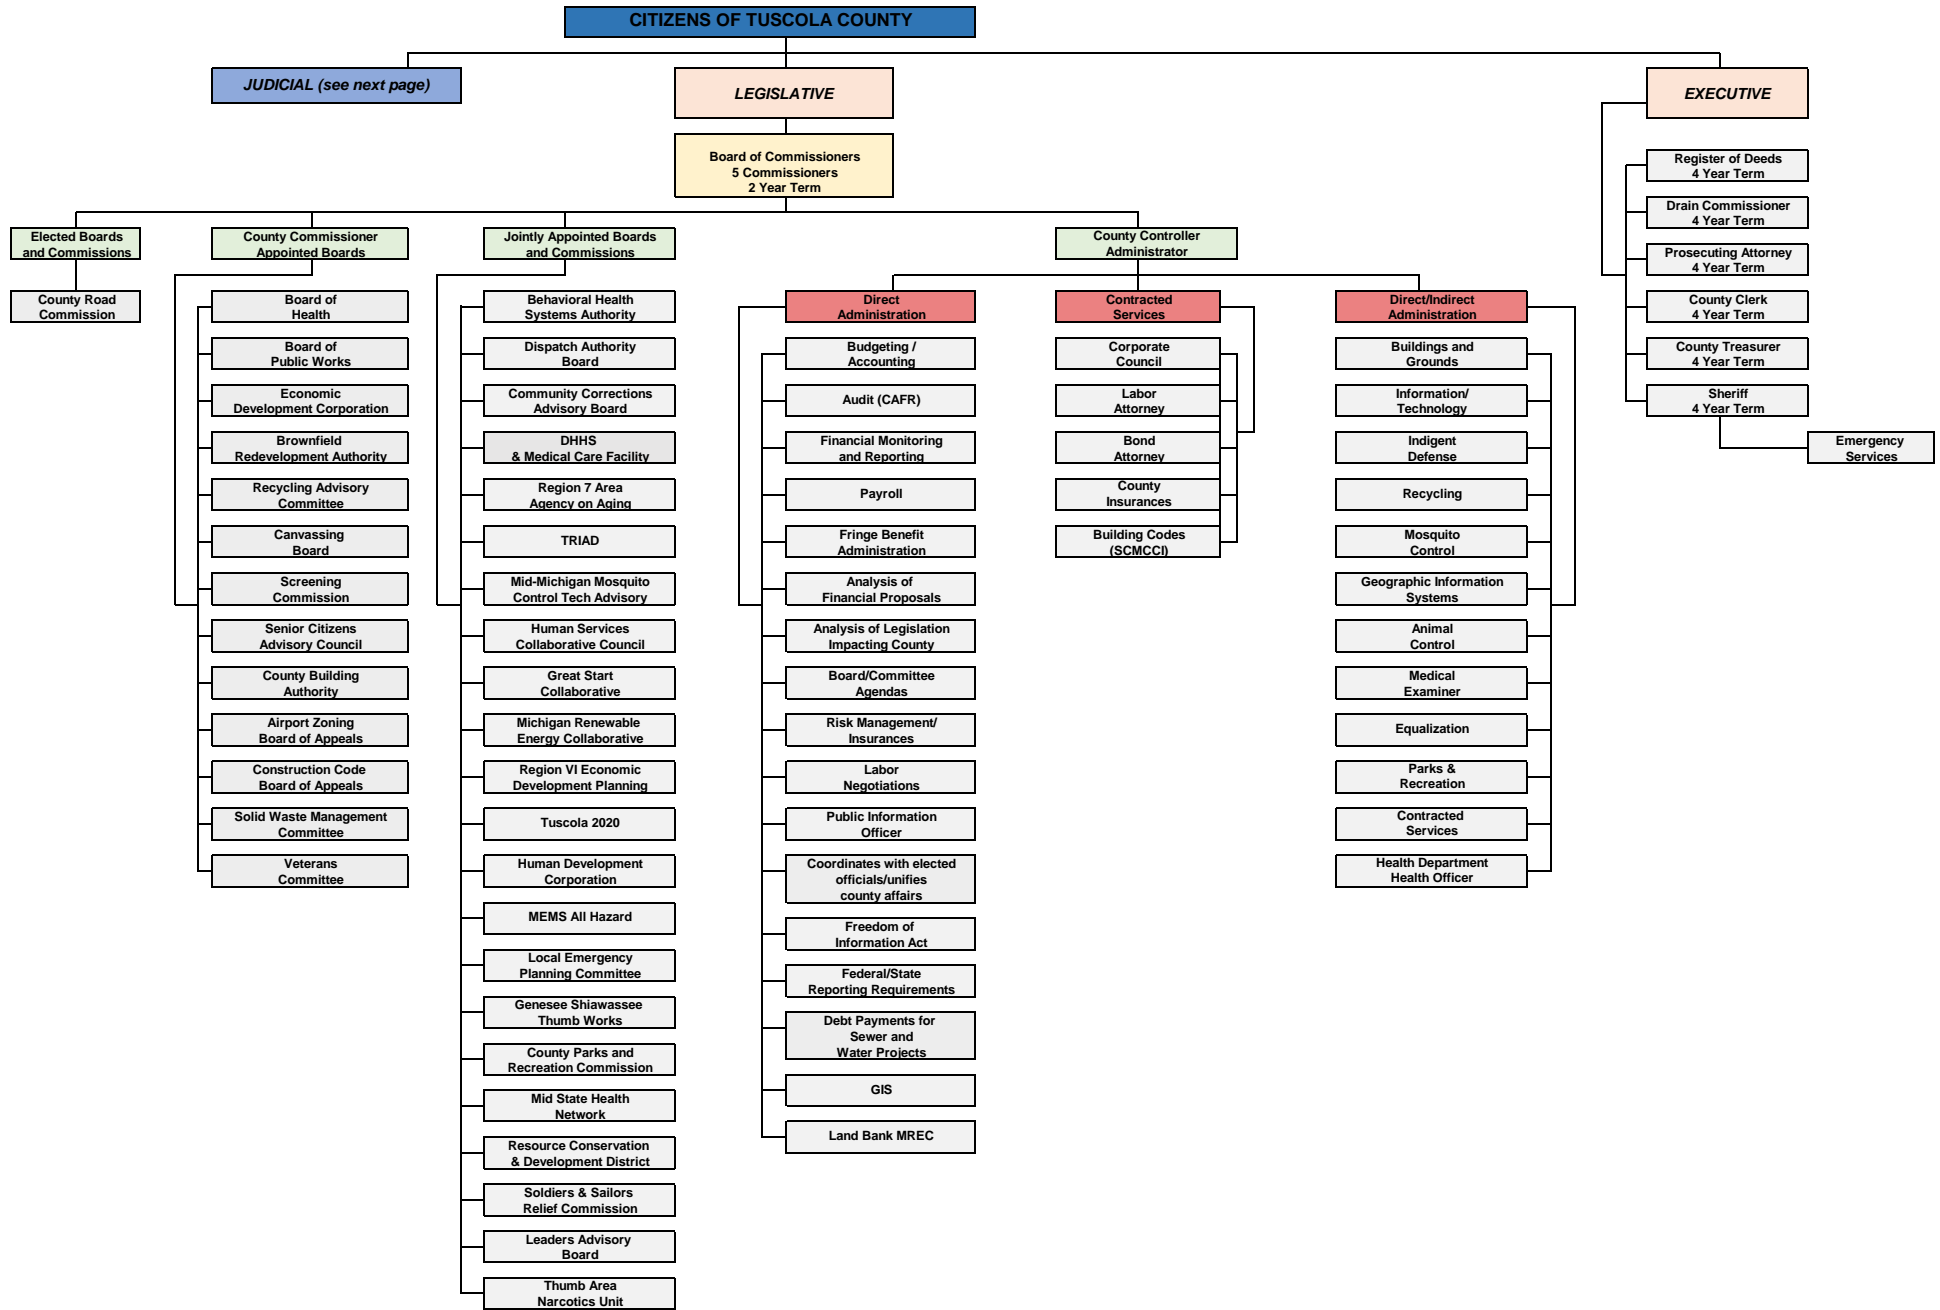 CITIZENS OF TUSCOLA COUNTY
JUDICIAL (see next page)
LEGISLATIVE
EXECUTIVE
Board of Commissioners
5 Commissioners
2 Year Term
Elected Boards
and Commissions
County Road
Commission
County Commissioner
Appointed Boards
Board of
Health
Board of
Public Works
Economic
Development Corporation
Brownfield
Redevelopment Authority
Recycling Advisory
Committee
Canvassing
Board
Screening
Commission
Senior Citizens
Advisory Council
County Building
Authority
Airport Zoning
Board of Appeals
Construction Code
Board of Appeals
Solid Waste Management
Committee
Veterans
Committee
Jointly Appointed Boards
and Commissions
Behavioral Health
Systems Authority
Dispatch Authority
Board
Community Corrections
Advisory Board
DHHS
& Medical Care Facility
Region 7 Area
Agency on Aging
TRIAD
Mid-Michigan Mosquito
Control Tech Advisory
Human Services
Collaborative Council
Great Start
Collaborative
Michigan Renewable
Energy Collaborative
Region VI Economic
Development Planning
Tuscola 2020
Human Development
Corporation
MEMS All Hazard
Local Emergency
Planning Committee
Genesee Shiawassee
Thumb Works
County Parks and
Recreation Commission
Mid State Health
Network
Resource Conservation
& Development District
Soldiers & Sailors
Relief Commission
Leaders Advisory
Board
Thumb Area
Narcotics Unit
County Controller
Administrator
Direct
Administration
Budgeting /
Accounting
Audit (CAFR)
Financial Monitoring
and Reporting
Payroll
Fringe Benefit
Administration
Analysis of
Financial Proposals
Analysis of Legislation
Impacting County
Board/Committee
Agendas
Risk Management/
Insurances
Labor
Negotiations
Public Information
Officer
Coordinates with elected
officials/unifies
county affairs
Freedom of
Information Act
Federal/State
Reporting Requirements
Debt Payments for
Sewer and
Water Projects
GIS
Land Bank MREC
Contracted
Services
Corporate
Council
Labor
Attorney
Bond
Attorney
County
Insurances
Building Codes
(SCMCCI)
Direct/Indirect
Administration
Buildings and
Grounds
Information/
Technology
Indigent
Defense
Recycling
Mosquito
Control
Geographic Information
Systems
Animal
Control
Medical
Examiner
Equalization
Parks &
Recreation
Contracted
Services
Health Department
Health Officer
Register of Deeds
4 Year Term
Drain Commissioner
4 Year Term
Prosecuting Attorney
4 Year Term
County Clerk
4 Year Term
County Treasurer
4 Year Term
Sheriff
4 Year Term
Emergency
Services